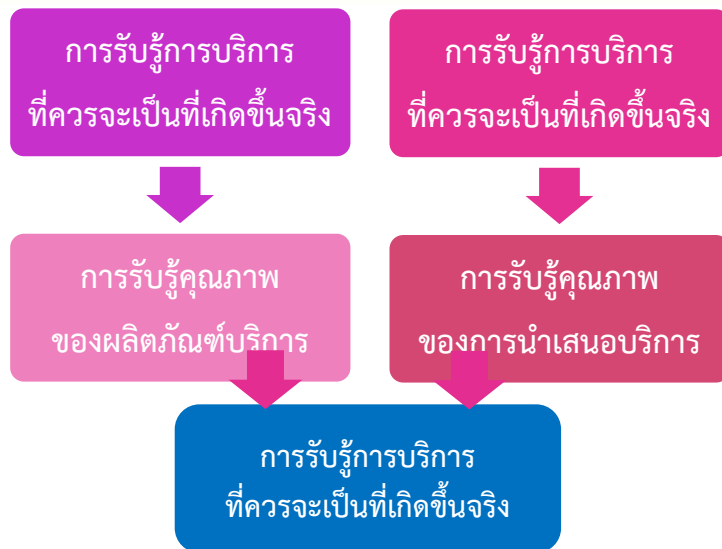 การรับรู้การบริการ
ที่ควรจะเป็นที่เกิดขึ้นจริง
การรับรู้การบริการ
ที่ควรจะเป็นที่เกิดขึ้นจริง
การรับรู้คุณภาพ
ของผลิตภัณฑ์บริการ
การรับรู้คุณภาพ
ของการนำเสนอบริการ
การรับรู้การบริการ
ที่ควรจะเป็นที่เกิดขึ้นจริง